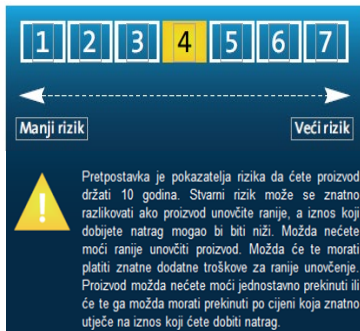 1 2 3 4 5 6 7
Manji rizik Veći rizik
Pretpostavka je pokazatelja rizika da ćete proizvod
držati 10 godina. Stvarni rizik može se znatno
razlikovati ako proizvod unovčite ranije, a iznos koji
dobijete natrag mogao bi biti niži. Možda nećete
moći ranije unovčiti proizvod. Možda će te morati
platiti znatne dodatne troškove za ranije unovčenje.
Proizvod možda nećete moći jednostavno prekinuti ili
će te ga možda morati prekinuti po cijeni koja znatno
utječe na iznos koji ćete dobiti natrag.